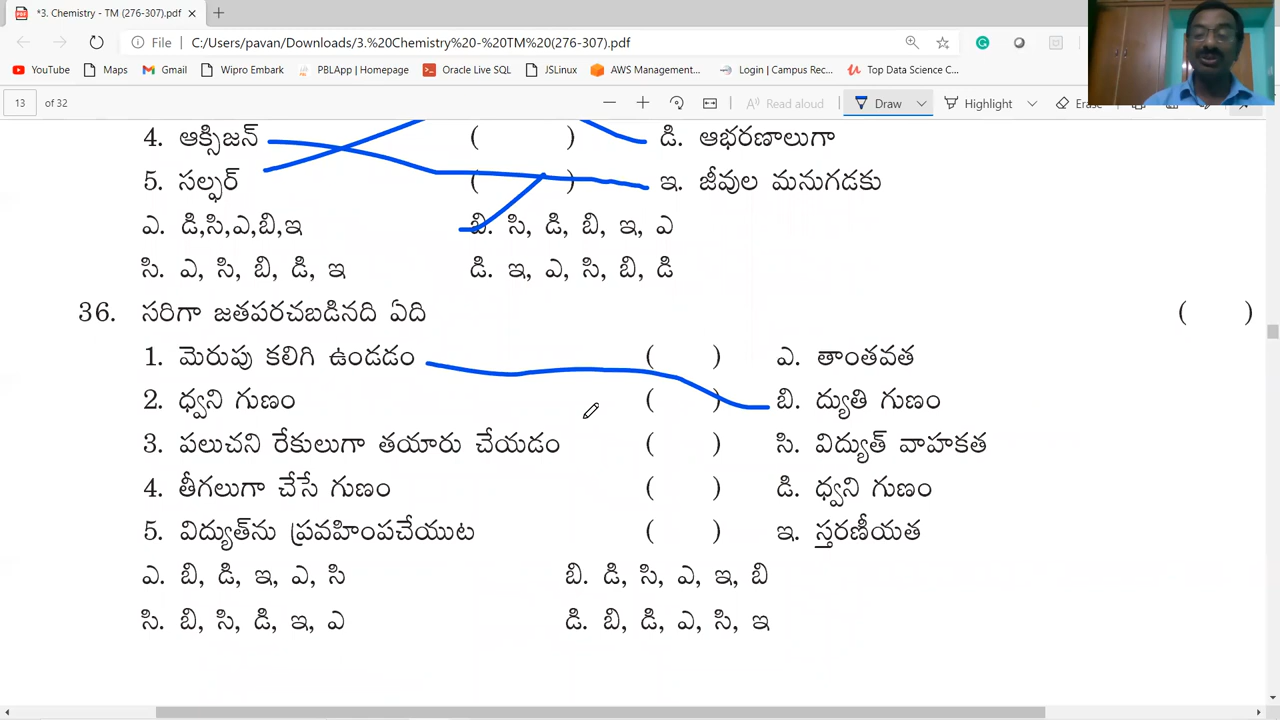 *3. Chemistry - TM (276-307).pdf
File C:/Users/pavan/Downloads/3.%20Chemistry%20-%20TM%20(276-307).pdf
YouTube Maps Gmail Wipro Embark PBLApp | Homepage Oracle Live SQL JSLinux AWS Management... Login | Campus Rec... Top Data Science C...
13 of 32 Read aloud Draw Highlight Erase
4. ఆక్సిజన్ ( ) డి. ఆభరణాలుగా
5. సల్ఫర్ ( ) ఇ. జీవుల మనుగడకు
ఎ. డి,సి,ఎ,బి,ఇ బి. సి, డి, బి, ఇ, ఎ
సి. ఎ, సి, బి, డి, ఇ డి. ఇ, ఎ, సి, బి, డి
36. సరిగా జతపరచబడినది ఏది ( )
1. మెరుపు కలిగి ఉండడం ( ) ఎ. తాంతవత
2. ధ్వని గుణం ( ) బి. ద్యుతి గుణం
3. పలుచని రేకులుగా తయారు చేయడం ( ) సి. విద్యుత్ వాహకత
4. తీగలుగా చేసే గుణం ( ) డి. ధ్వని గుణం
5. విద్యుత్‌ను ప్రవహింపచేయుట ( ) ఇ. స్తరణీయత
ఎ. బి, డి, ఇ, ఎ, సి బి. డి, సి, ఎ, ఇ, బి
సి. బి, సి, డి, ఇ, ఎ డి. బి, డి, ఎ, సి, ఇ